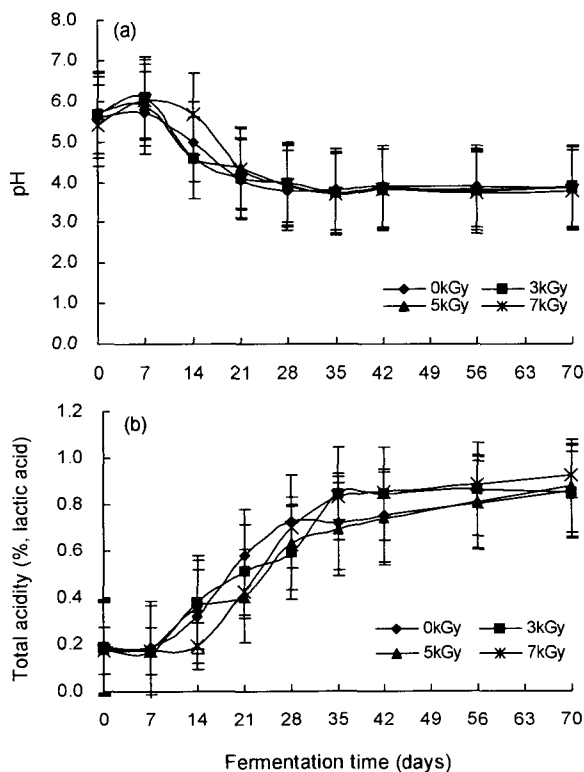 (a)
pH
8.0
7.0
6.0
5.0
4.0
3.0
2.0
1.0
0.0
0kGy 3kGy
5kGy 7kGy
0 7 14 21 28 35 42 49 56 63 70
(b)
Total acidity (%, lactic acid)
1.2
1.0
0.8
0.6
0.4
0.2
0.0
0kGy 3kGy
5kGy 7kGy
0 7 14 21 28 35 42 49 56 63 70
Fermentation time (days)